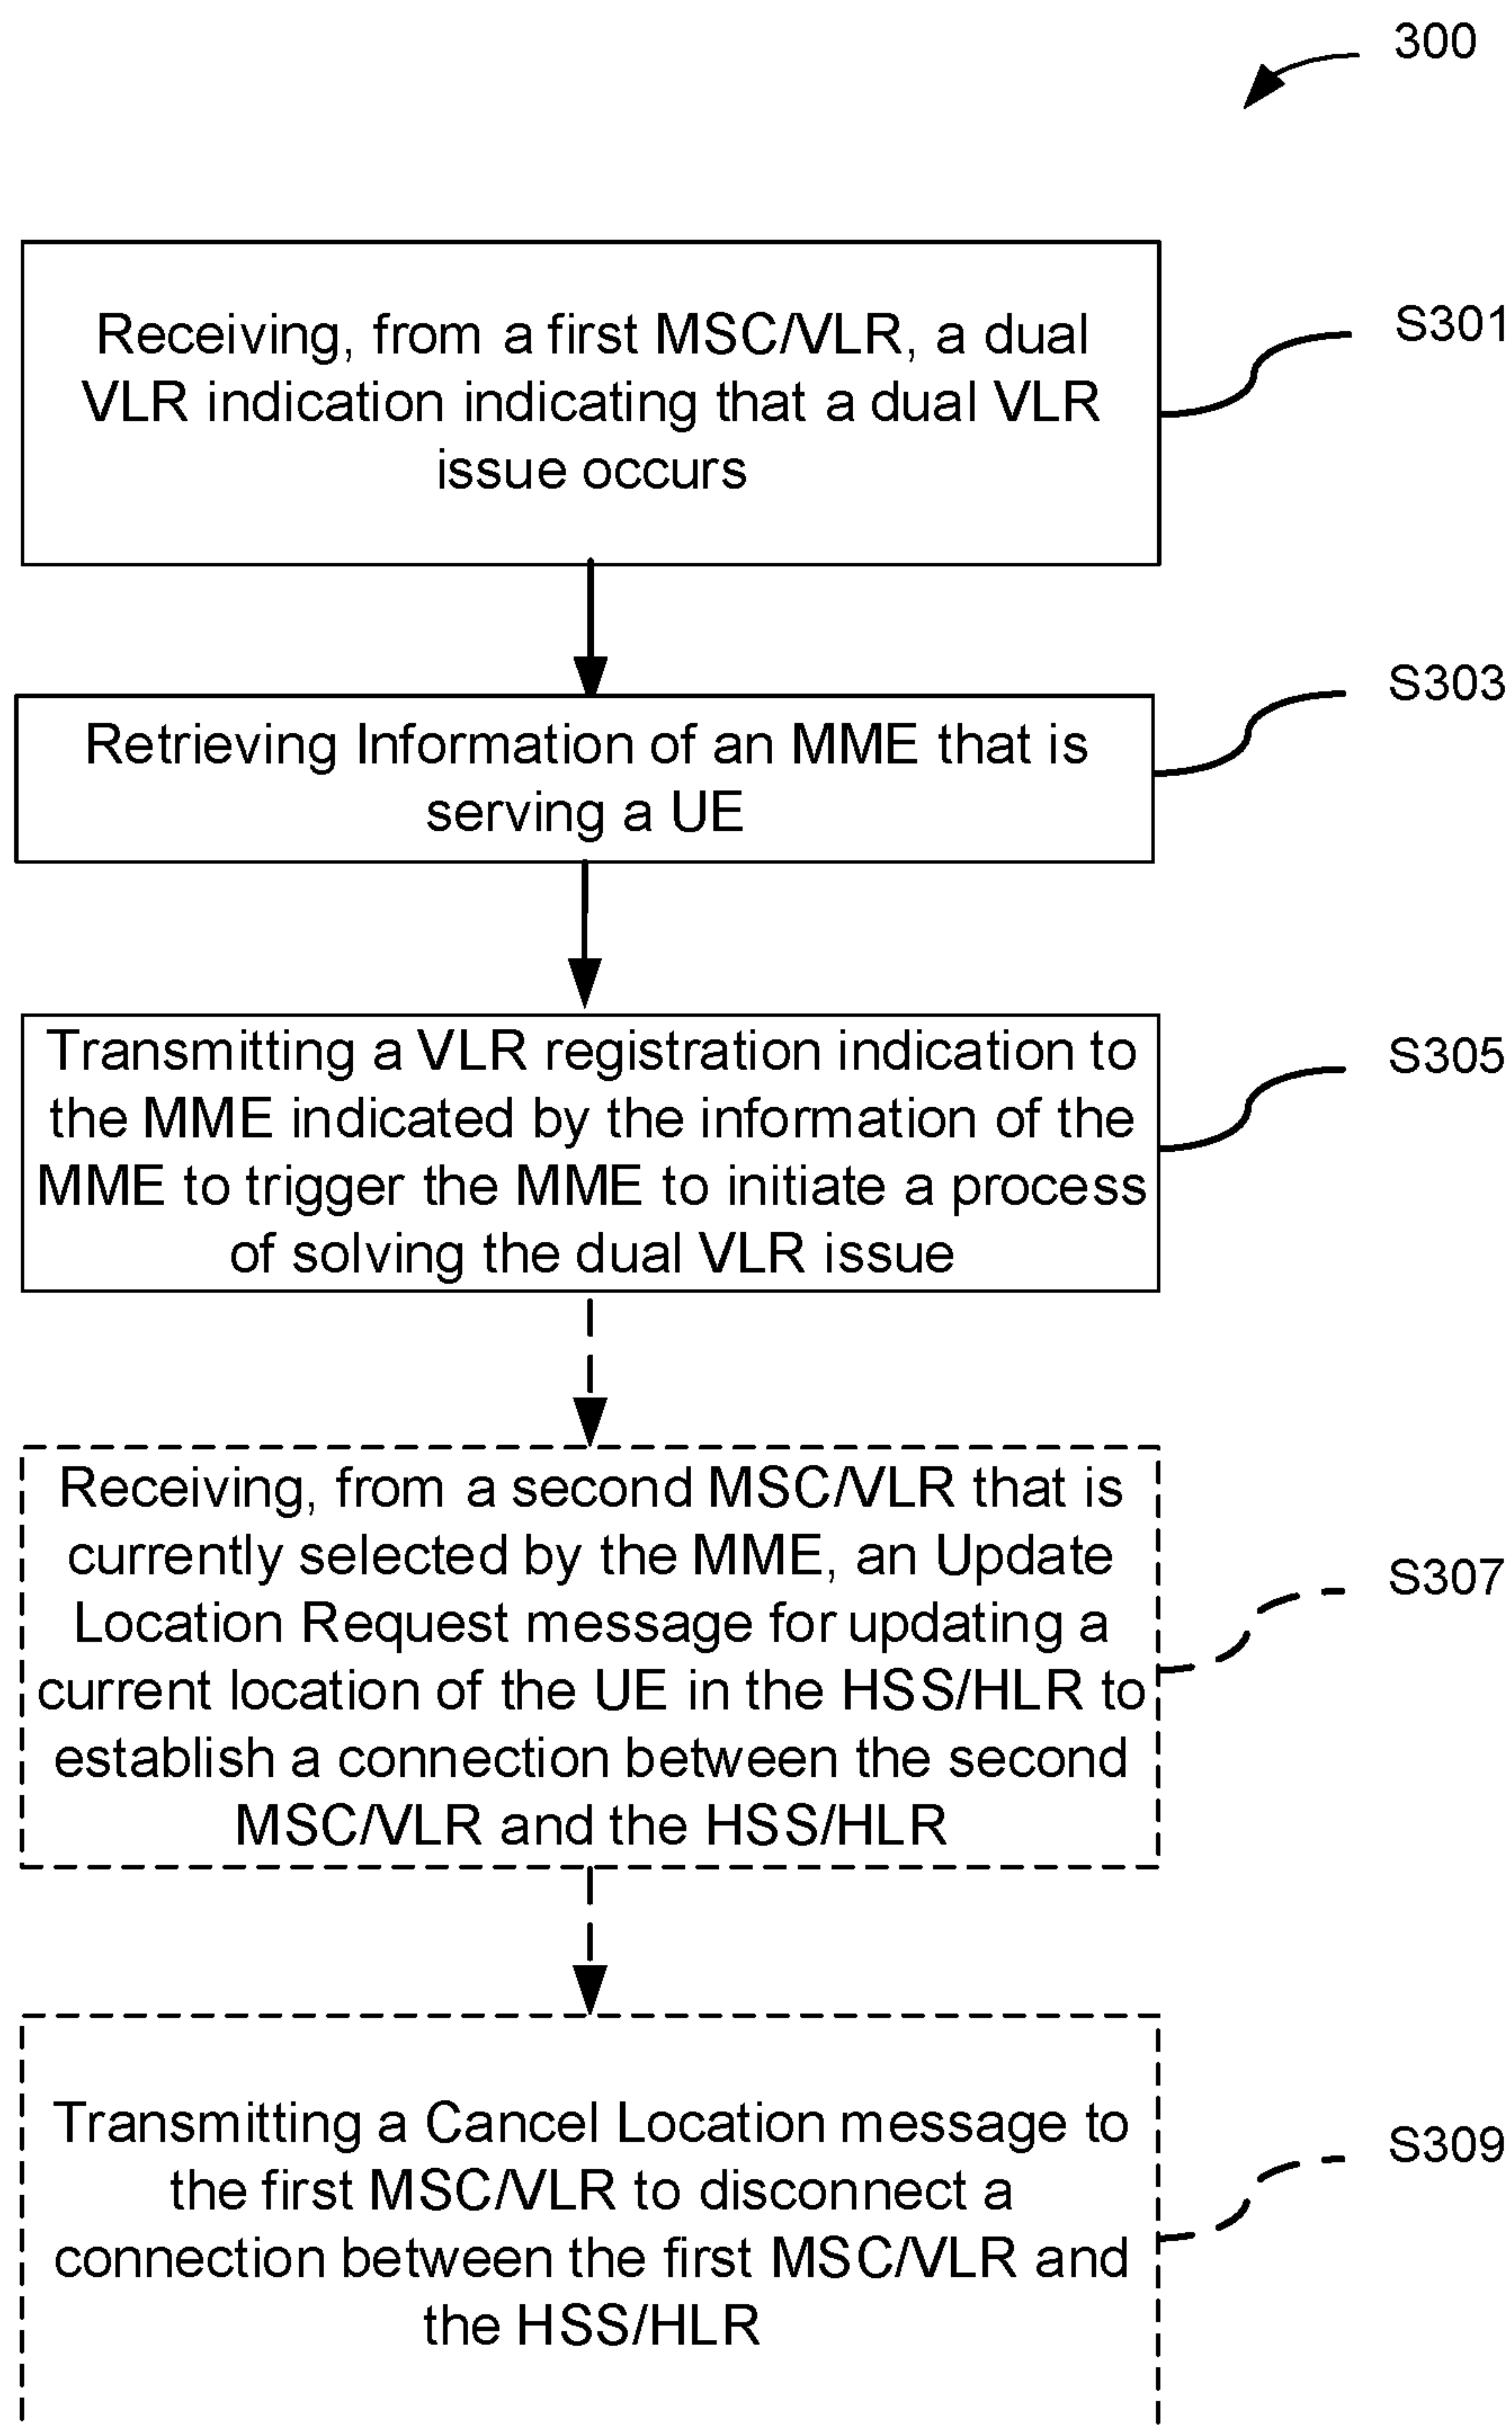 300
Receiving, from a first MSC/VLR, a dual
VLR indication indicating that a dual VLR
issue occurs
S301
Retrieving Information of an MME that is
serving a UE
S303
Transmitting a VLR registration indication to
the MME indicated by the information of the
MME to trigger the MME to initiate a process
of solving the dual VLR issue
S305
Receiving, from a second MSC/VLR that is
currently selected by the MME, an Update
Location Request message for updating a
current location of the UE in the HSS/HLR to
establish a connection between the second
MSC/VLR and the HSS/HLR
S307
Transmitting a Cancel Location message to
the first MSC/VLR to disconnect a
connection between the first MSC/VLR and
the HSS/HLR
S309